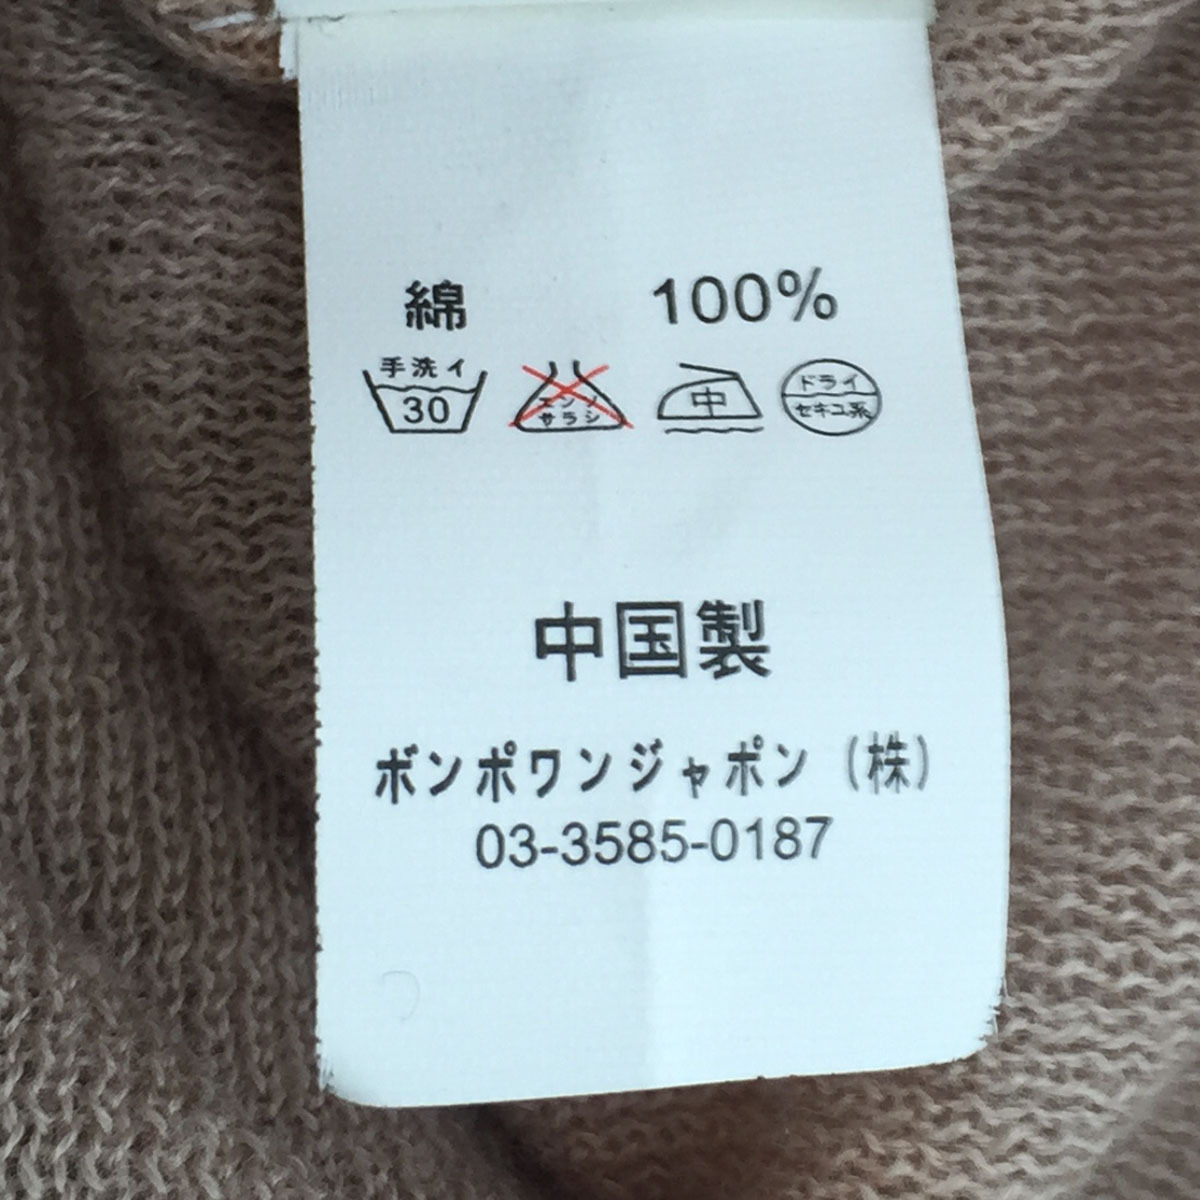 綿 100%
手洗イ
30
エンソ
サラシ
中
ドライ
セキユ系
中国製
ボンポワンジャポン（株）
03-3585-0187